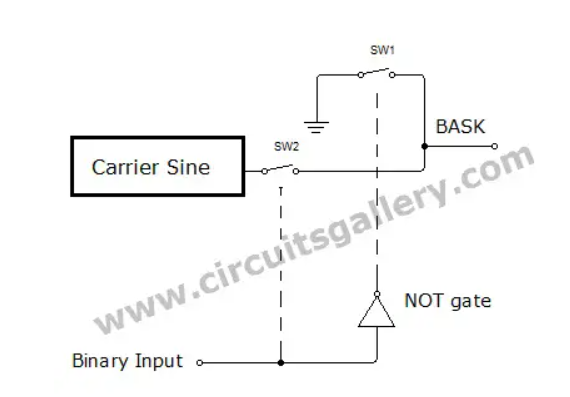 SW1
BASK
SW2
Carrier Sine
www.circuitsgallery.com
NOT gate
Binary Input